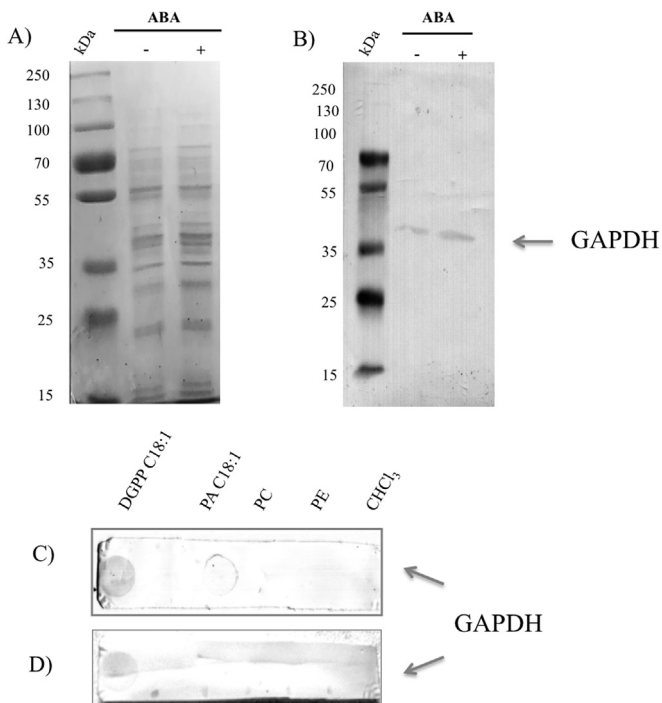 A)
kDa
ABA
- +
250
130
100
70
55
35
25
15
B)
kDa
ABA
- +
250
130
100
70
55
35
25
15
GAPDH
DGPP C18:1
PA C18:1
PC
PE
CHCl₃
C)
GAPDH
D)